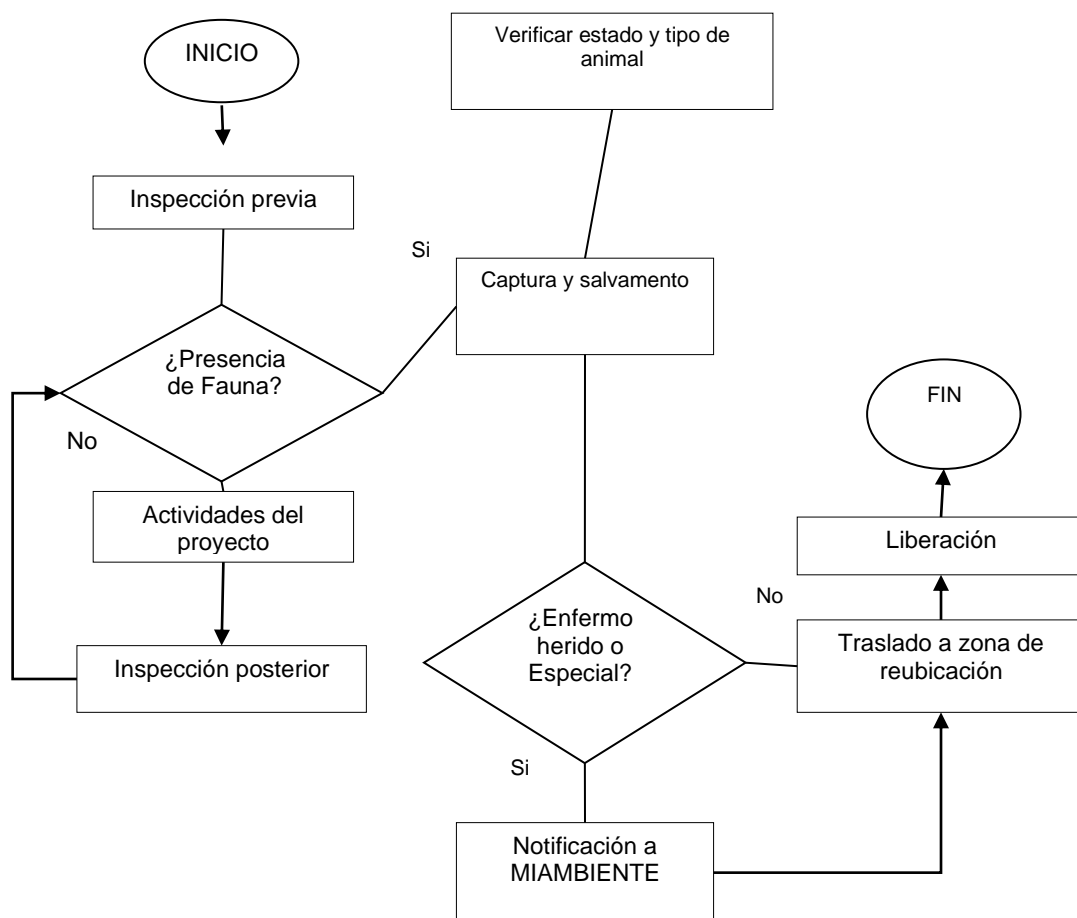 INICIO
Verificar estado y tipo de
animal
Inspección previa
Si
Captura y salvamento
¿Presencia
de Fauna?
No
Actividades del
proyecto
Inspección posterior
¿Enfermo
herido o
Especial?
Si
Notificación a
MIAMBIENTE
No
Traslado a zona de
reubicación
Liberación
FIN